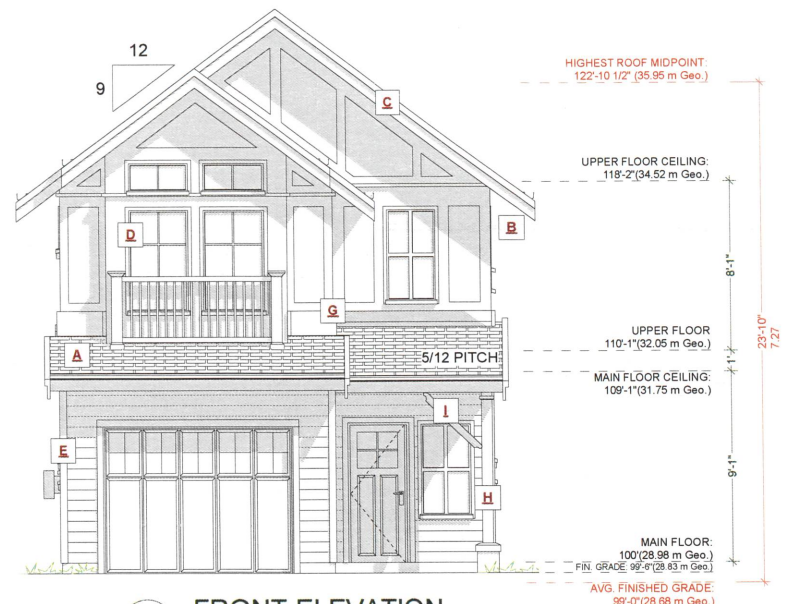 12
9
HIGHEST ROOF MIDPOINT:
122'-10 1/2" (35.95 m Geo.)
C
UPPER FLOOR CEILING:
118'-2"(34.52 m Geo.)
B
D
8'-1"
G
UPPER FLOOR
110'-1"(32.05 m Geo.)
23'-10"
7.27
A
5/12 PITCH
1'
MAIN FLOOR CEILING:
109'-1"(31.75 m Geo.)
I
E
9'-1"
H
MAIN FLOOR:
100'(28.98 m Geo.)
FIN. GRADE: 99'-6"(28.83 m Geo.)
AVG. FINISHED GRADE:
99'-0"(28.68 m Geo.)
FRONT ELEVATION